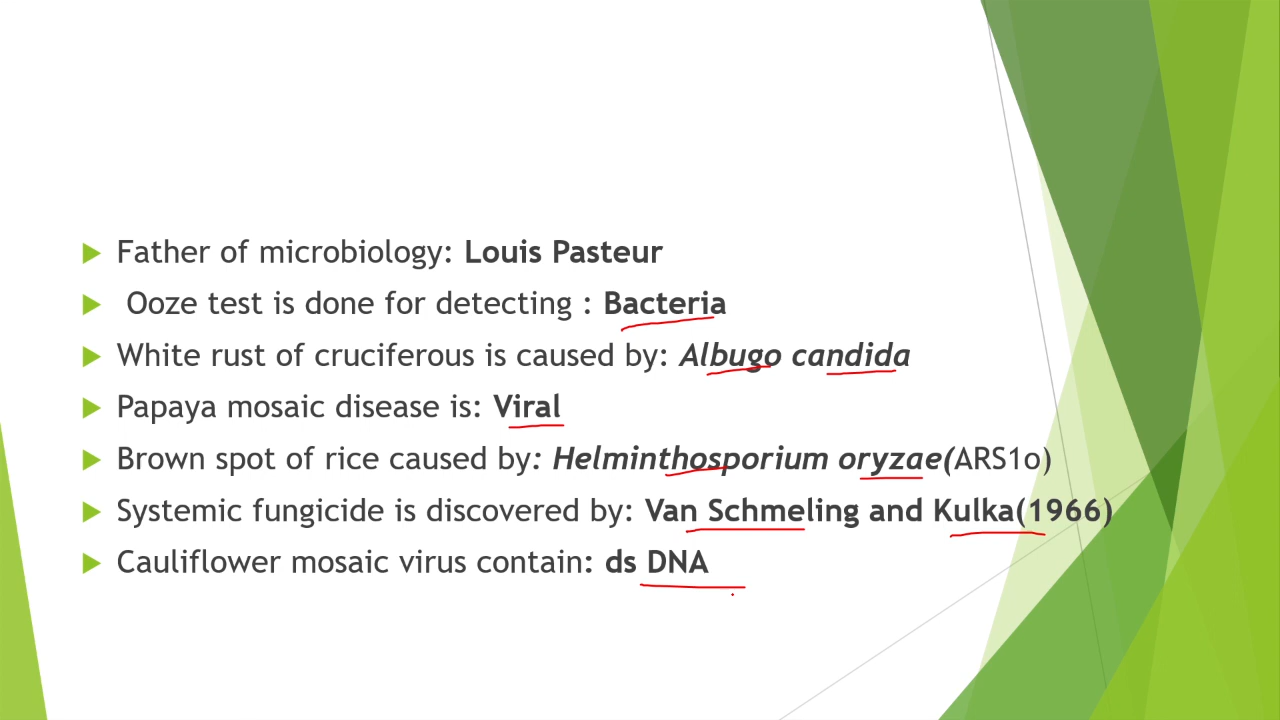 Father of microbiology: Louis Pasteur
Ooze test is done for detecting : Bacteria
White rust of cruciferous is caused by: Albugo candida
Papaya mosaic disease is: Viral
Brown spot of rice caused by: Helminthosporium oryzae(ARS1o)
Systemic fungicide is discovered by: Van Schmeling and Kulka(1966)
Cauliflower mosaic virus contain: ds DNA